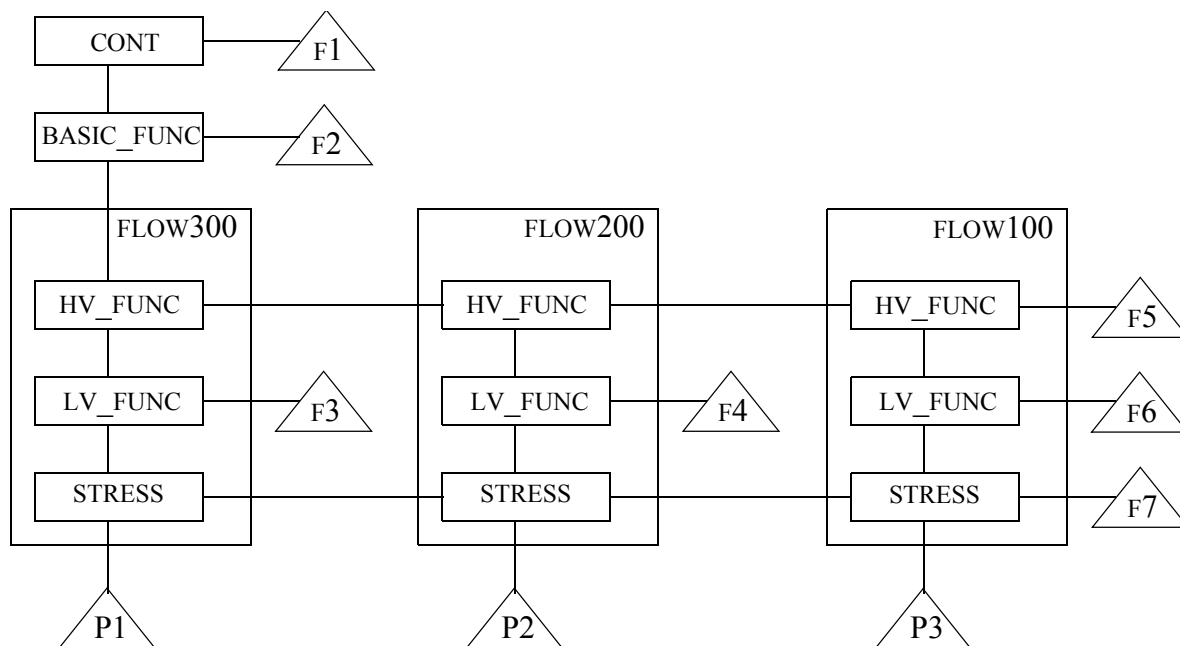 CONT
F1
BASIC_FUNC
F2
FLOW300
FLOW200
FLOW100
HV_FUNC
HV_FUNC
HV_FUNC
F5
LV_FUNC
F3
LV_FUNC
F4
LV_FUNC
F6
STRESS
STRESS
STRESS
F7
P1
P2
P3